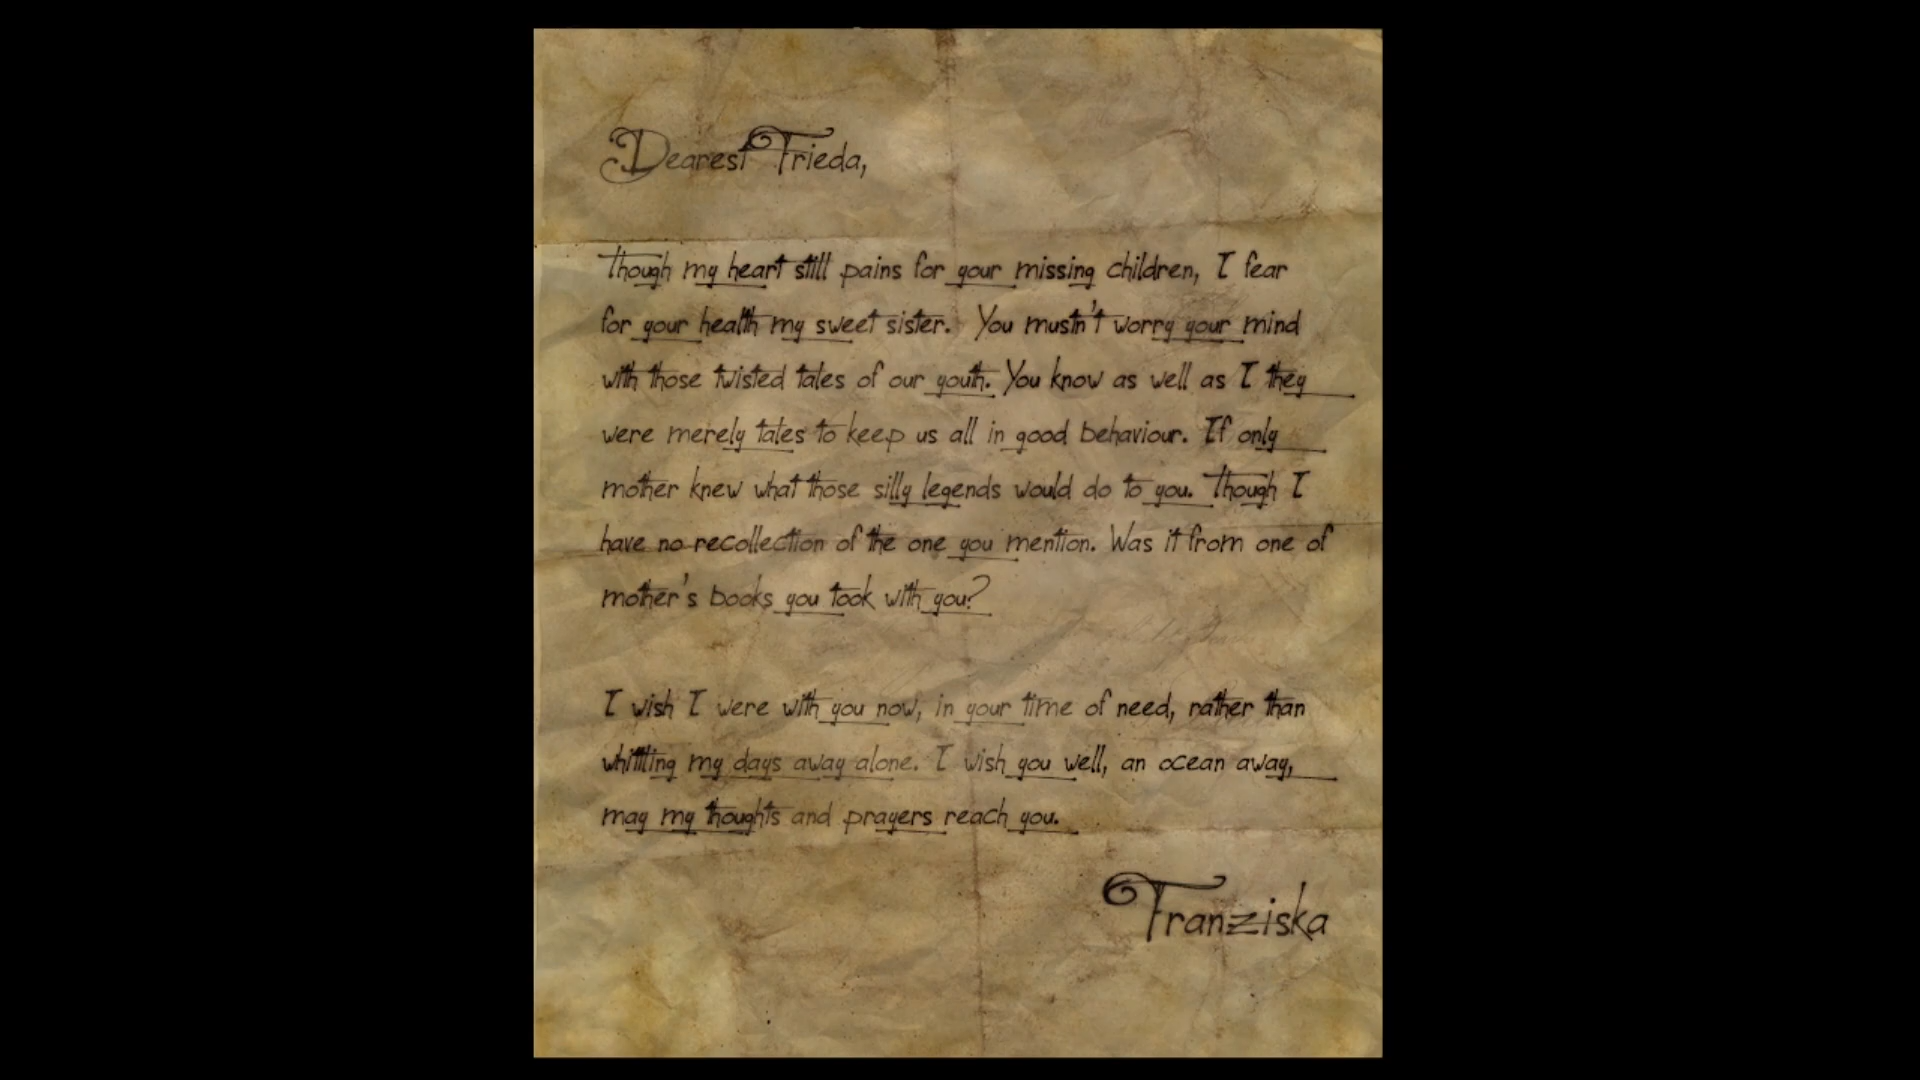 Dearest Frieda,
Though my heart still pains for your missing children, I fear
for your health my sweet sister. You mustn't worry your mind
with those twisted tales of our youth. You know as well as I they
were merely tales to keep us all in good behaviour. If only
mother knew what those silly legends would do to you. Though I
have no recollection of the one you mention. Was it from one of
mother's books you took with you?
I wish I were with you now, in your time of need, rather than
whittling my days away alone. I wish you well, an ocean away,
may my thoughts and prayers reach you.
Franziska